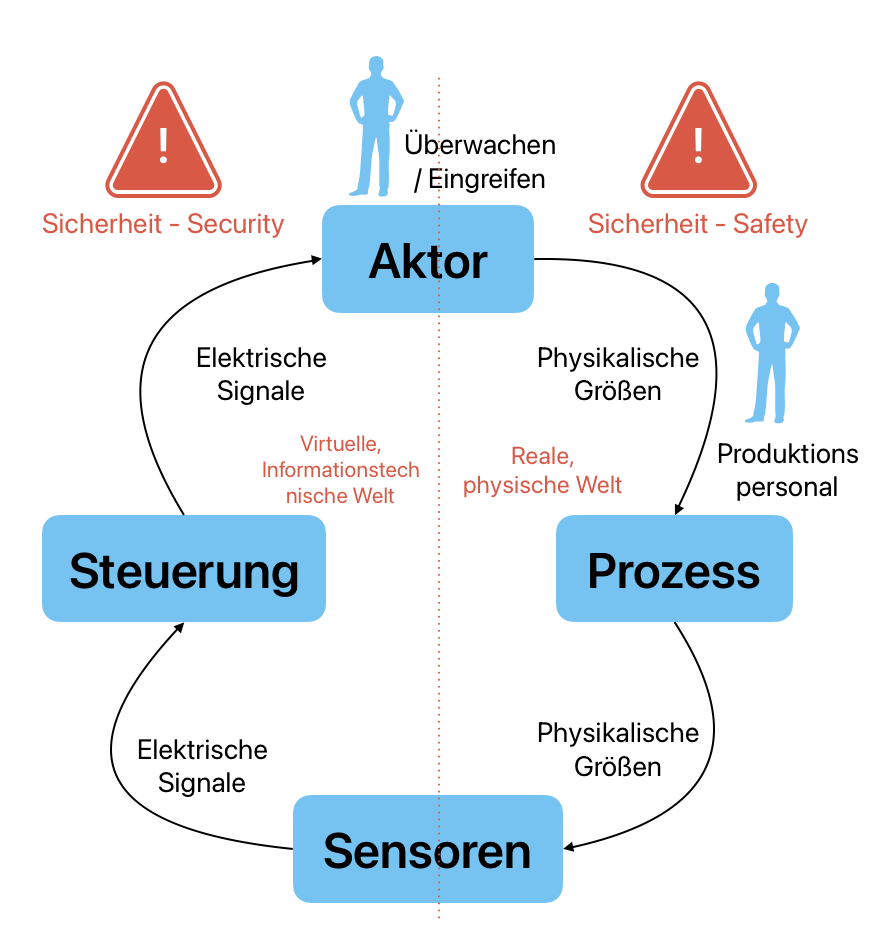 !
!
Überwachen
/ Eingreifen
Sicherheit - Security
Sicherheit - Safety
Aktor
Elektrische
Signale
Physikalische
Größen
Virtuelle,
Informationstech
nische Welt
Reale,
physische Welt
Produktions
personal
Steuerung
Prozess
Elektrische
Signale
Physikalische
Größen
Sensoren